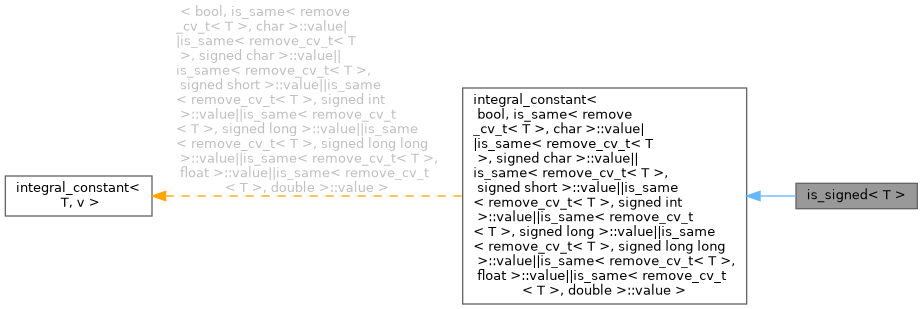 < bool, is_same< remove
_cv_t< T >, char >::value|
|is_same< remove_cv_t< T
>, signed char >::value||
is_same< remove_cv_t< T >,
signed short >::value||is_same
< remove_cv_t< T >, signed int
>::value||is_same< remove_cv_t
< T >, signed long >::value||is_same
< remove_cv_t< T >, signed long long
>::value||is_same< remove_cv_t< T >,
float >::value||is_same< remove_cv_t
< T >, double >::value >
integral_constant<
T, v >
integral_constant<
bool, is_same< remove
_cv_t< T >, char >::value|
|is_same< remove_cv_t< T
>, signed char >::value||
is_same< remove_cv_t< T >,
signed short >::value||is_same
< remove_cv_t< T >, signed int
>::value||is_same< remove_cv_t
< T >, signed long >::value||is_same
< remove_cv_t< T >, signed long long
>::value||is_same< remove_cv_t< T >,
float >::value||is_same< remove_cv_t
< T >, double >::value >
is_signed< T >